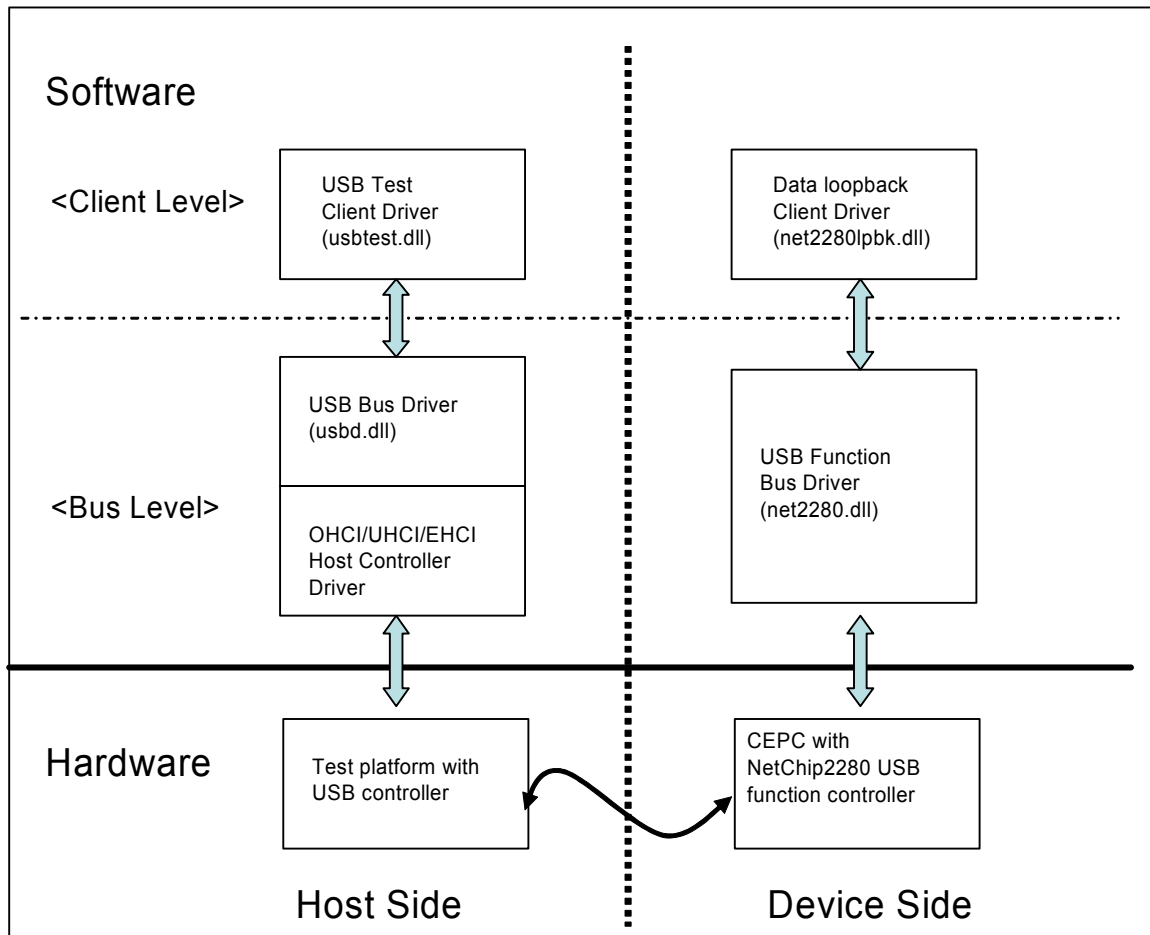 Software
<Client Level>
USB Test
Client Driver
(usbtest.dll)
Data loopback
Client Driver
(net2280lpbk.dll)
<Bus Level>
USB Bus Driver
(usbd.dll)
OHCI/UHCI/EHCI
Host Controller
Driver
USB Function
Bus Driver
(net2280.dll)
Hardware
Test platform with
USB controller
CEPC with
NetChip2280 USB
function controller
Host Side
Device Side